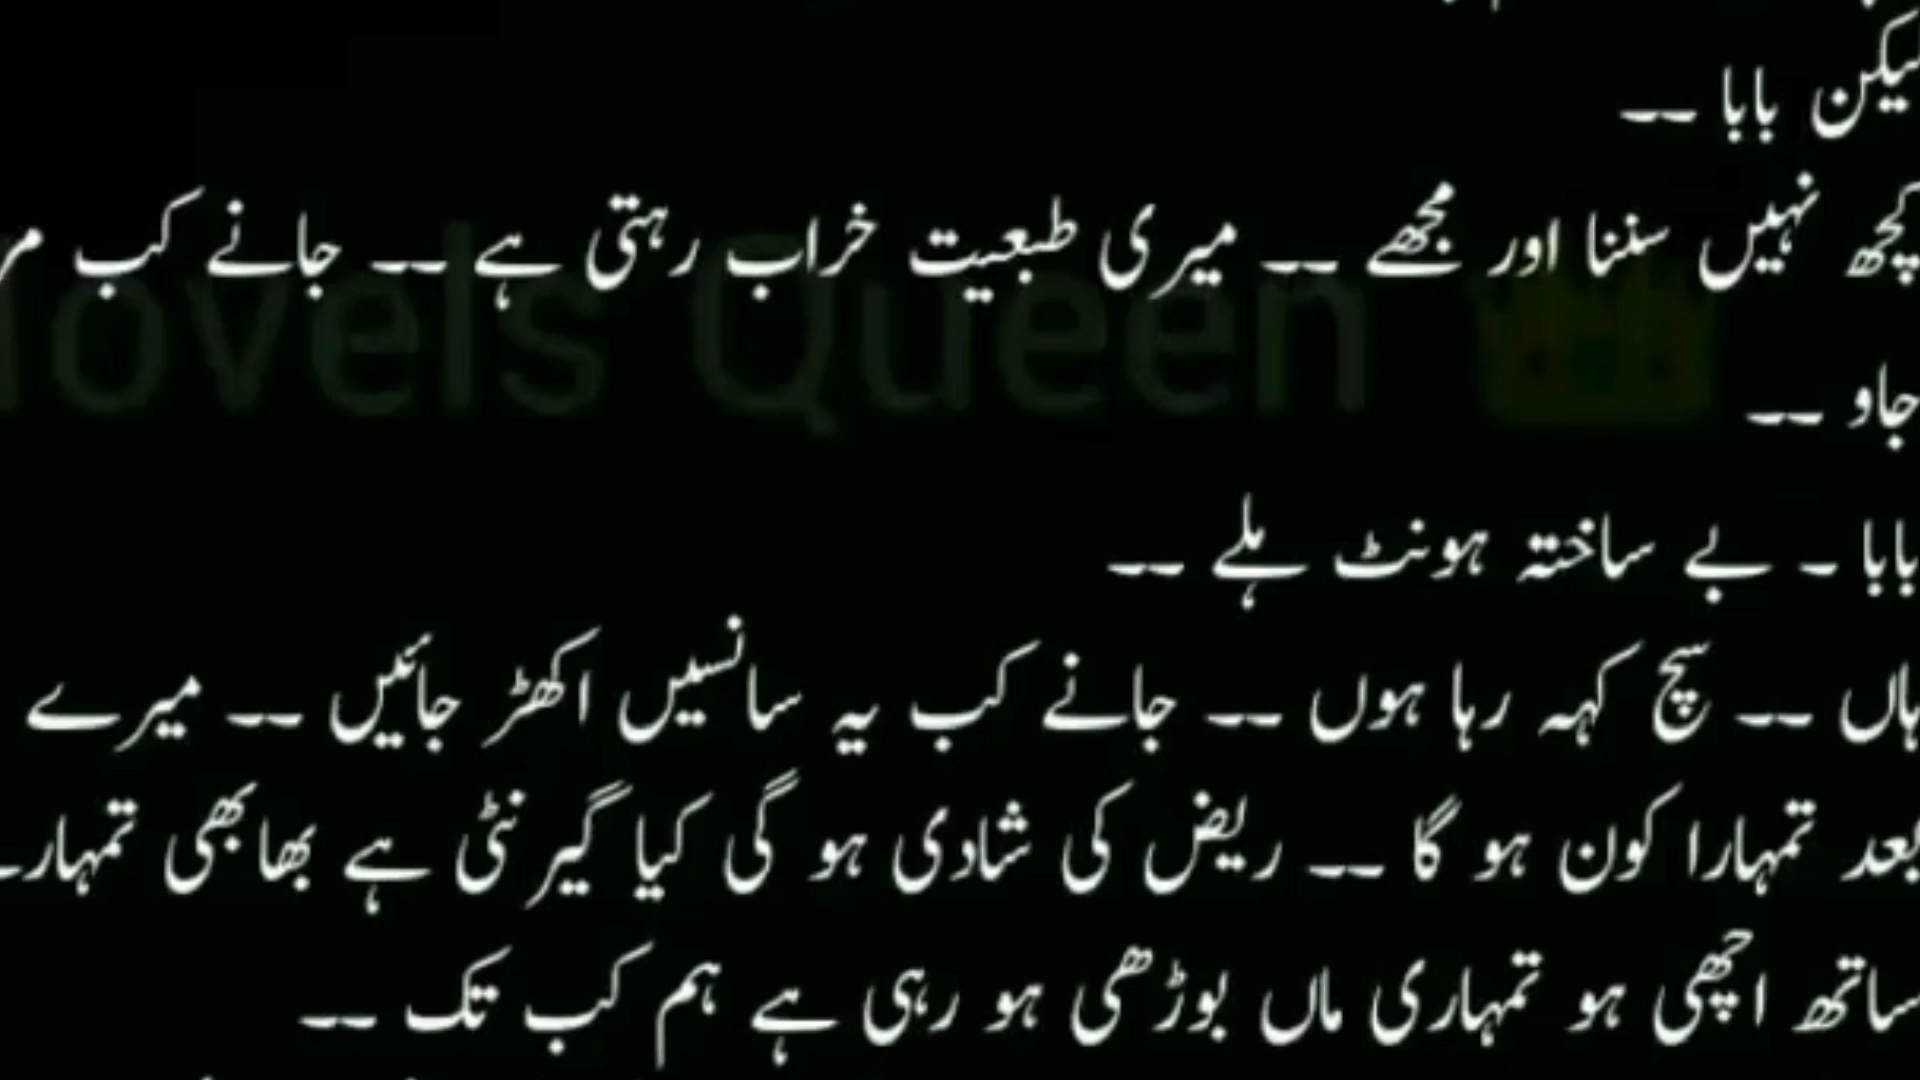 لیکن بابا --
کچھ نہیں سننا اور مجھے -- میری طبعیت خراب رہتی ہے -- جانے کب مر
Novels Queen 👑
جاو --
بابا - بے ساختہ ہونٹ ہلے --
ہاں -- سچ کہہ رہا ہوں -- جانے کب یہ سانسیں اکھڑ جائیں -- میرے
بعد تمہارا کون ہو گا -- ریض کی شادی ہو گی کیا گیرنٹی ہے بھابھی تمہارے
ساتھ اچھی ہو تمہاری ماں بوڑھی ہو رہی ہے ہم کب تک --